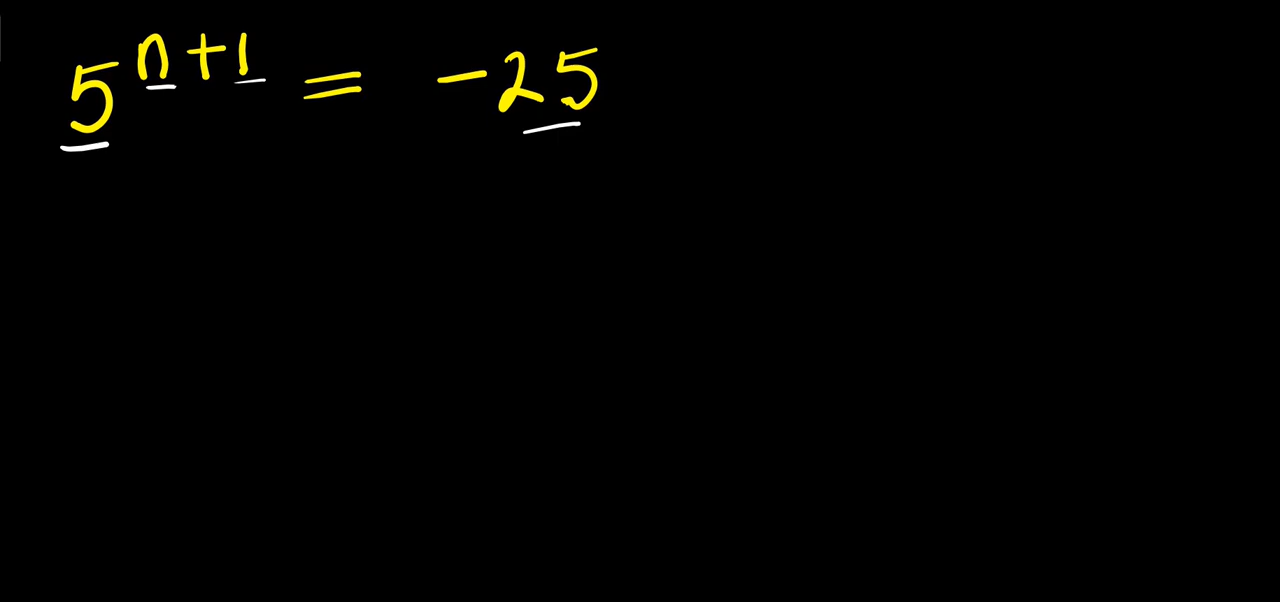 5^{n+1} = -25